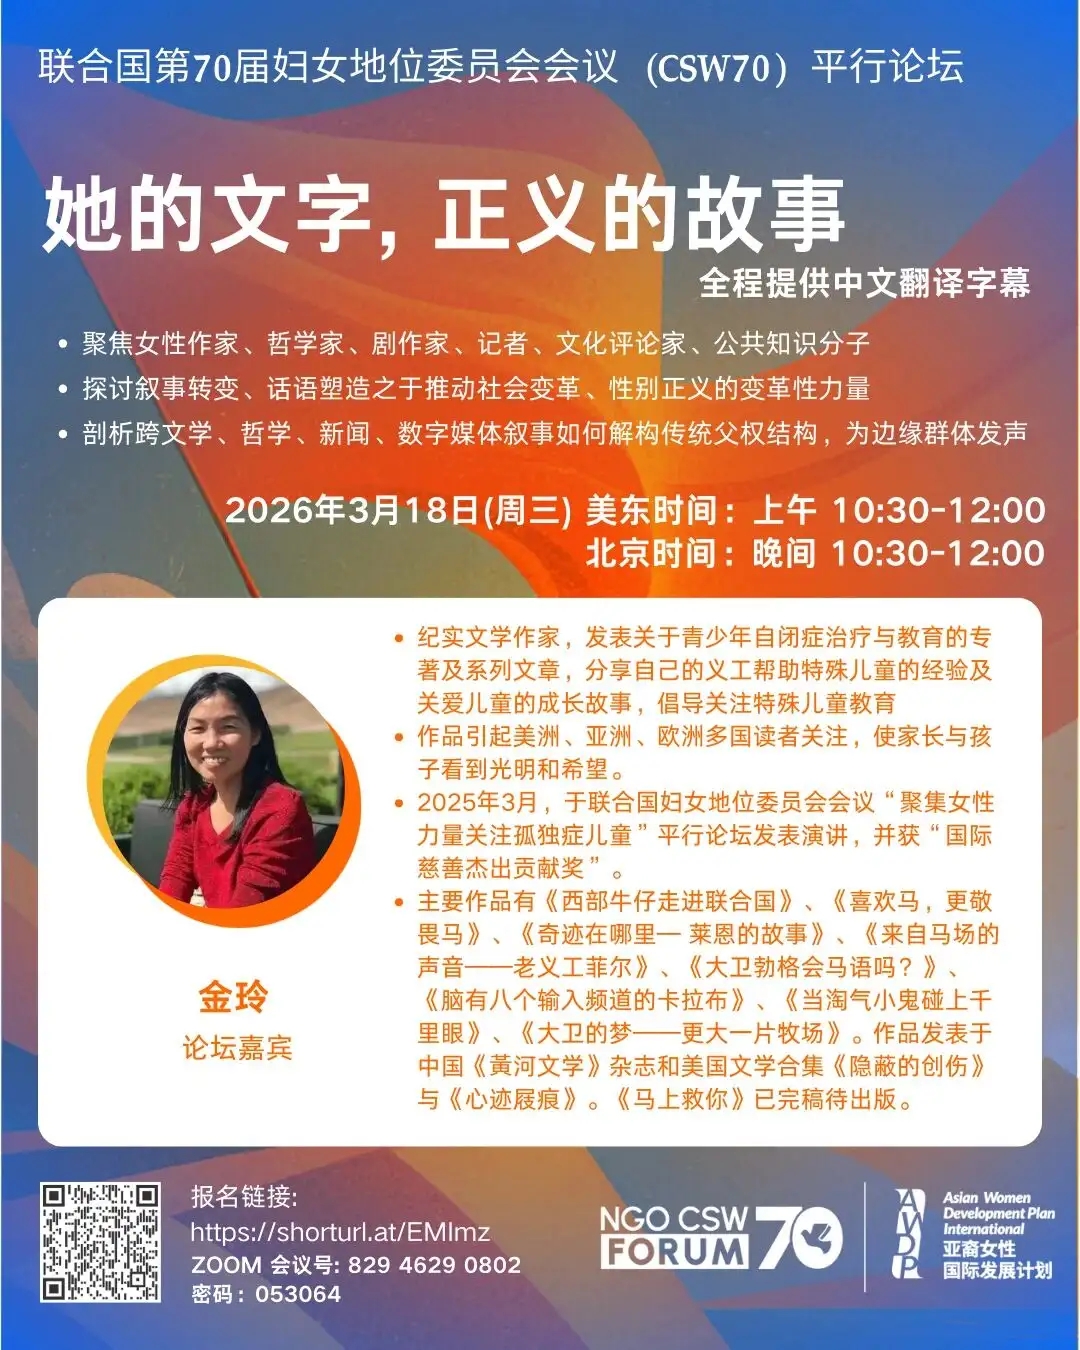 联合国第70届妇女地位委员会会议（CSW70）平行论坛
她的文字，正义的故事
全程提供中文翻译字幕
• 聚焦女性作家、哲学家、剧作家、记者、文化评论家、公共知识分子
• 探讨叙事转变、话语塑造之于推动社会变革、性别正义的变革性力量
• 剖析跨文学、哲学、新闻、数字媒体叙事如何解构传统父权结构，为边缘群体发声
2026年3月18日(周三) 美东时间：上午 10:30-12:00
北京时间：晚间 10:30-12:00
• 纪实文学作家，发表关于青少年自闭症治疗与教育的专
著及系列文章，分享自己的义工帮助特殊儿童的经验及
关爱儿童的成长故事，倡导关注特殊儿童教育
• 作品引起美洲、亚洲、欧洲多国读者关注，使家长与孩
子看到光明和希望。
• 2025年3月，于联合国妇女地位委员会会议“聚集女性
力量关注孤独症儿童”平行论坛发表演讲，并获“国际
慈善杰出贡献奖”。
• 主要作品有《西部牛仔走进联合国》、《喜欢马，更敬
畏马》、《奇迹在哪里一 莱恩的故事》、《来自马场的
声音——老义工菲尔》、《大卫勃格会马语吗？》、
《脑有八个输入频道的卡拉布》、《当淘气小鬼碰上千
里眼》、《大卫的梦——更大一片牧场》。作品发表于
中国《黃河文学》杂志和美国文学合集《隐蔽的创伤》
与《心迹屐痕》。《马上救你》已完稿待出版。
金玲
论坛嘉宾
报名链接:
https://shorturl.at/EMImz
ZOOM 会议号: 829 4629 0802
密码：053064
NGO CSW
FORUM 70
AWDP
Asian Women
Development Plan
International
亚裔女性
国际发展计划